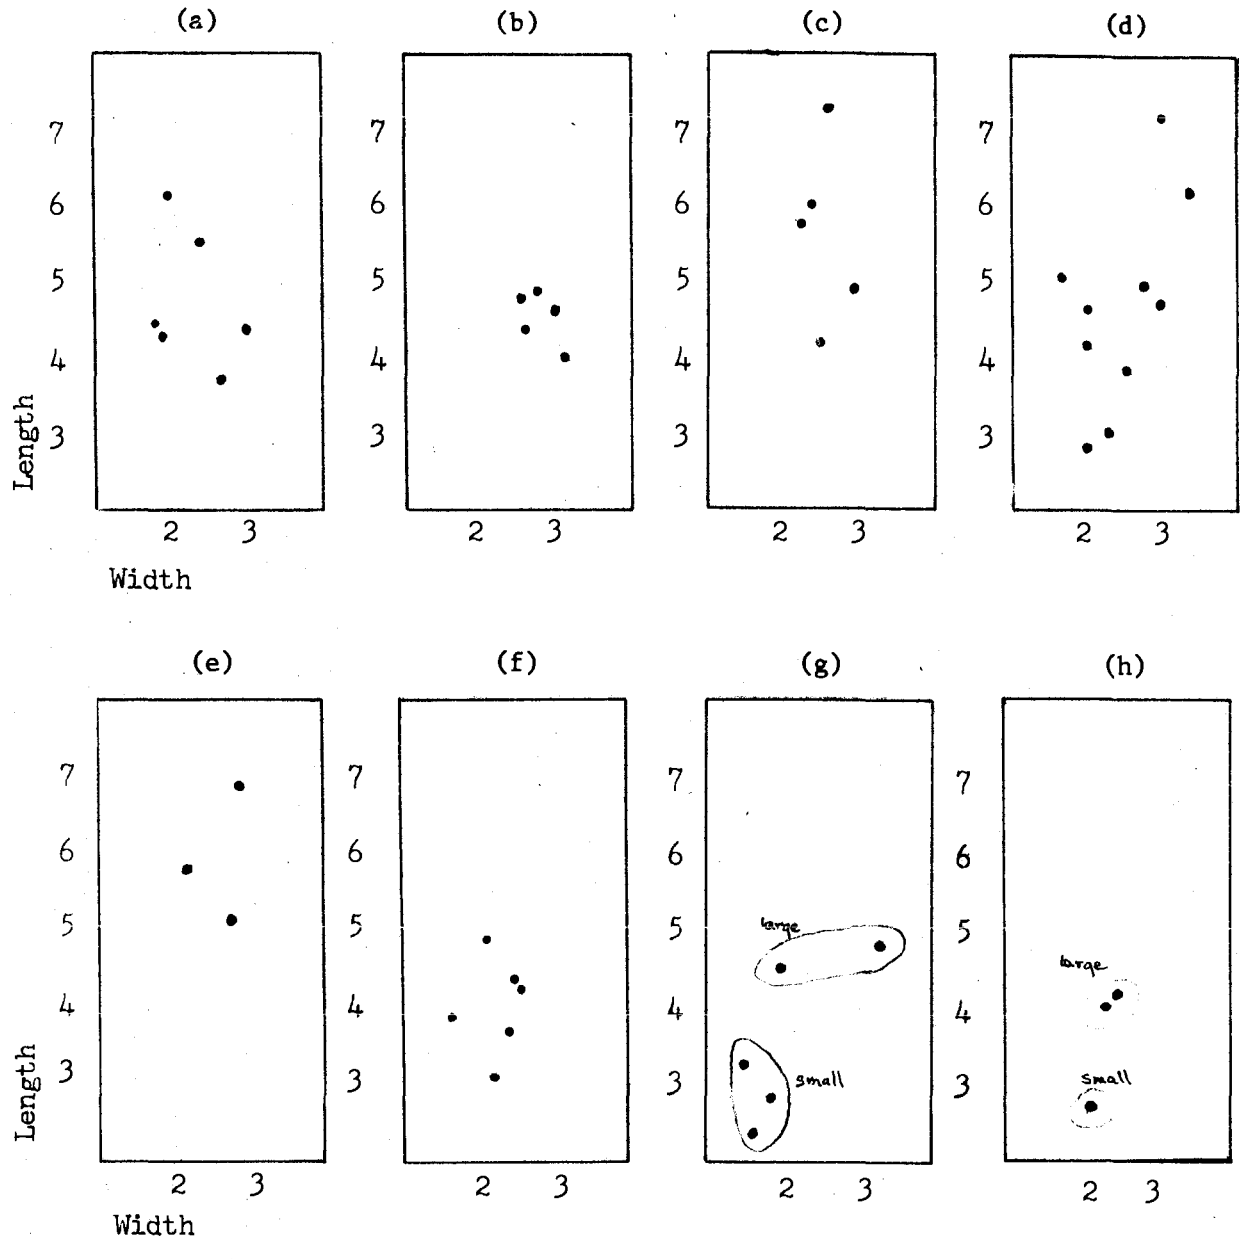 (a) (b) (c) (d)
7 7 7 7
6 6 6 6
5 5 5 5
4 4 4 4
3 3 3 3
Length
2 3 2 3 2 3 2 3
Width
(e) (f) (g) (h)
7 7 7 7
6 6 6 6
5 5 5 5
large
large
4 4 4 4
3 3 3 3
small small
Length
2 3 2 3 2 3 2 3
Width